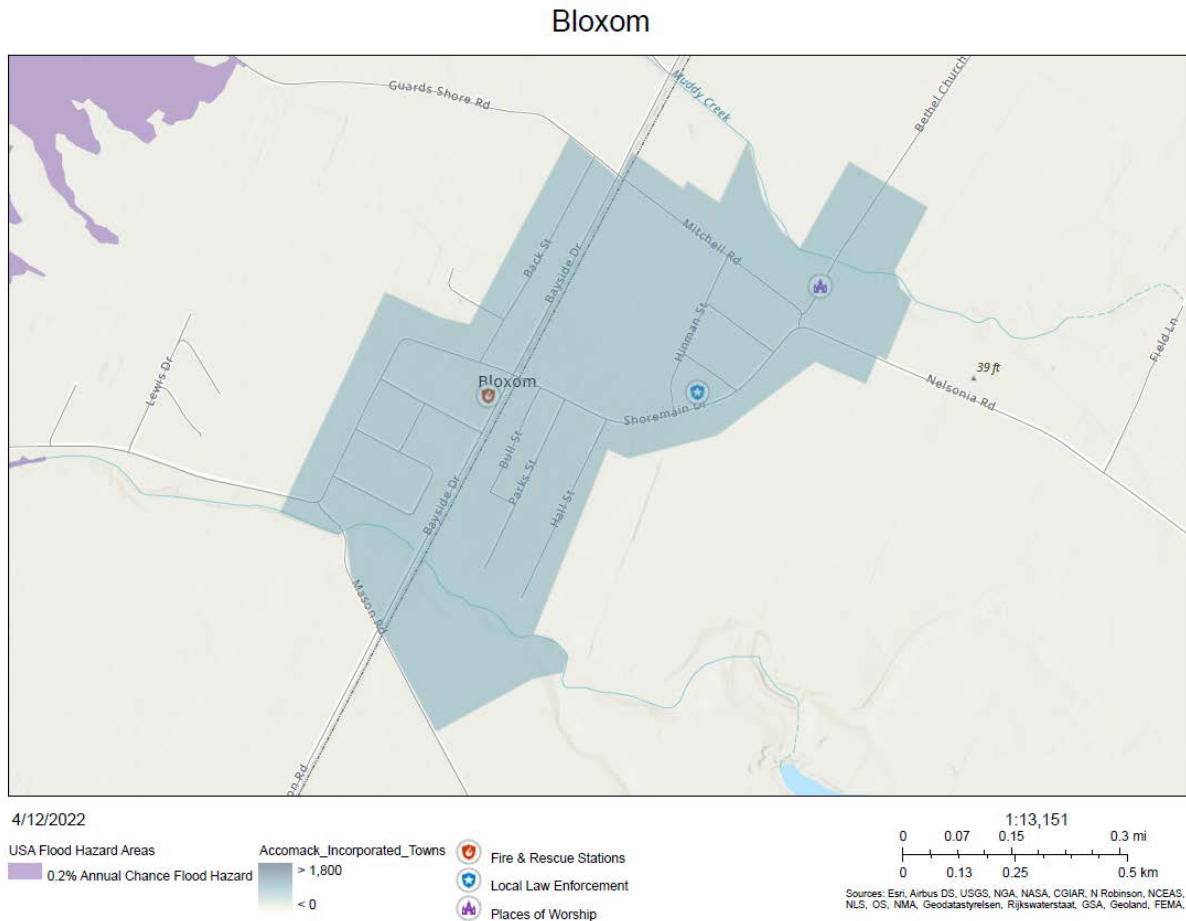 Bloxom
Guards Shore Rd
Muddy Creek
Bethel Church
Back St
Bayside Dr
Mitchell Rd
Hinman St
Lewis Dr
Bloxom
39 ft
Field Ln
Nelsonia Rd
Shoremain Dr
Bull St
Parks St
Hall St
Bayside Dr
Mason Rd
on Rd
4/12/2022
USA Flood Hazard Areas
0.2% Annual Chance Flood Hazard
Accomack_Incorporated_Towns
> 1,800
< 0
Fire & Rescue Stations
Local Law Enforcement
Places of Worship
1:13,151
0 0.07 0.15 0.3 mi
0 0.13 0.25 0.5 km
Sources: Esri, Airbus DS, USGS, NGA, NASA, CGIAR, N Robinson, NCEAS,
NLS, OS, NMA, Geodatastyrelsen, Rijkswaterstaat, GSA, Geoland, FEMA,